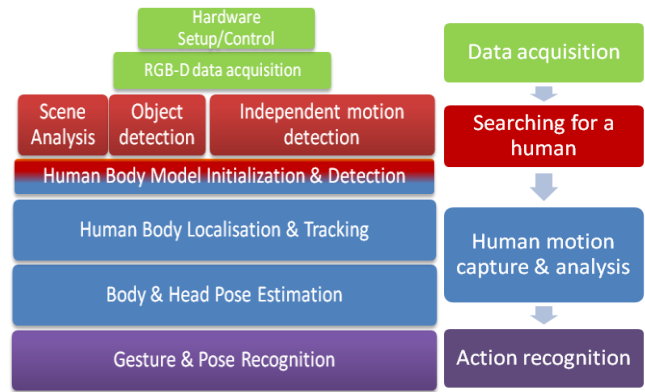 Hardware
Setup/Control
RGB-D data acquisition
Scene
Analysis
Object
detection
Independent motion
detection
Human Body Model Initialization & Detection
Human Body Localisation & Tracking
Body & Head Pose Estimation
Gesture & Pose Recognition
Data acquisition
Searching for a
human
Human motion
capture & analysis
Action recognition